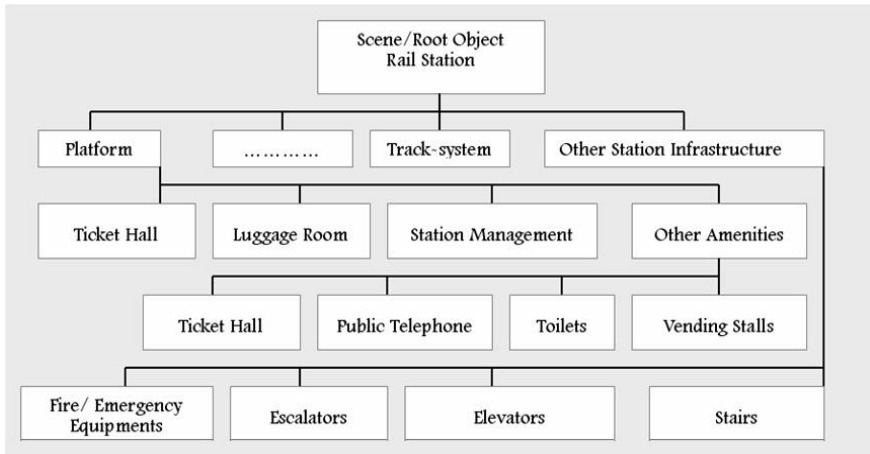 Scene/Root Object
Rail Station
Platform
…………
Track-system
Other Station Infrastructure
Ticket Hall
Luggage Room
Station Management
Other Amenities
Ticket Hall
Public Telephone
Toilets
Vending Stalls
Fire/ Emergency
Equipments
Escalators
Elevators
Stairs